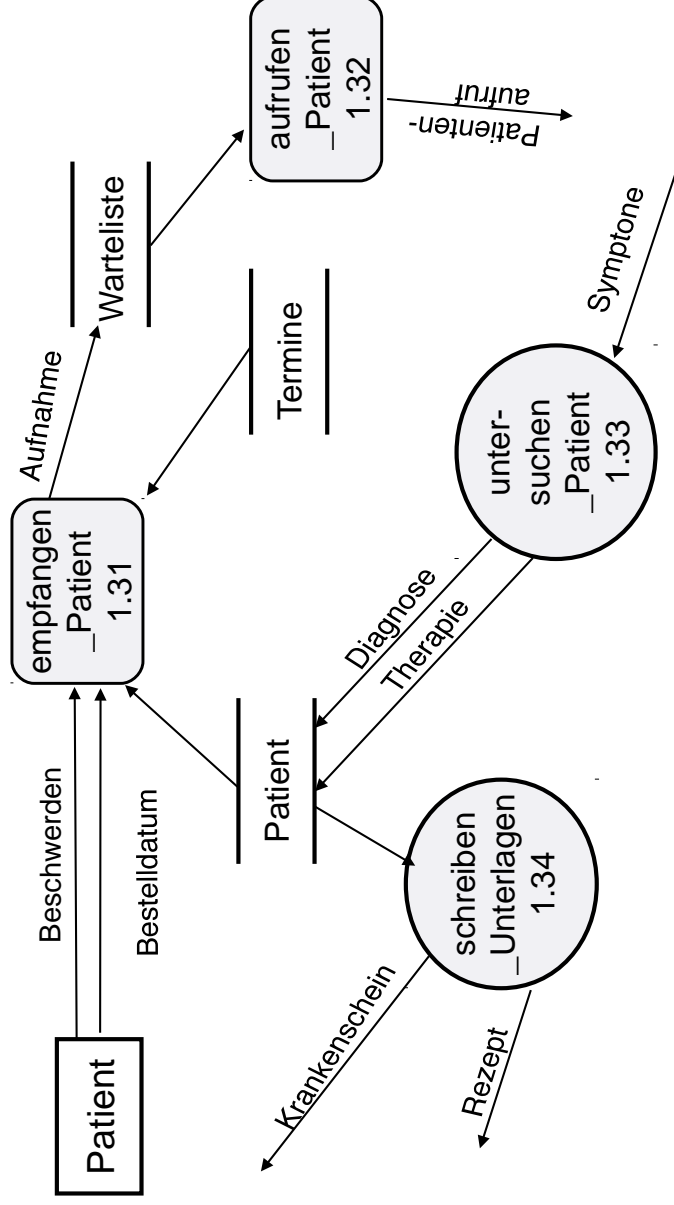 Patient
Beschwerden
Bestelldatum
empfangen
_Patient
1.31
Aufnahme
Warteliste
aufrufen
_Patient
1.32
Patienten-
aufruf
Termine
Patient
Diagnose
Therapie
unter-
suchen
_Patient
1.33
Symptone
schreiben
_Unterlagen
1.34
Krankenschein
Rezept